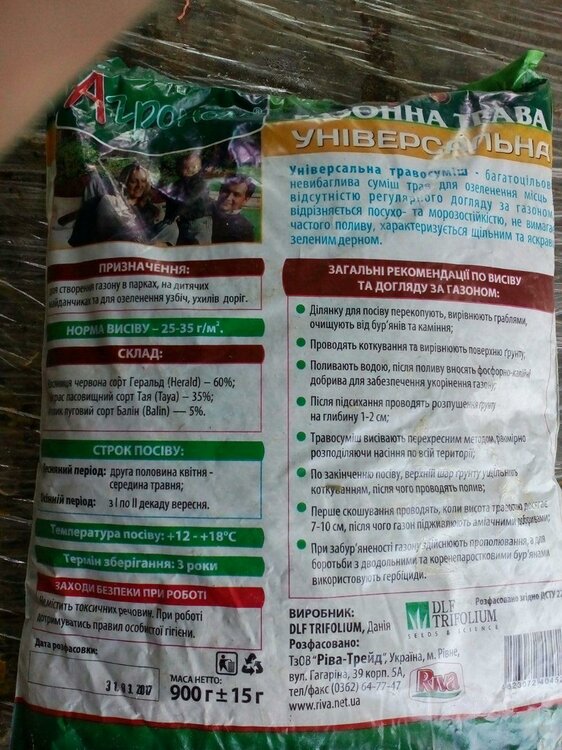 ТРАВА
УНІВЕРСАЛЬНА
Універсальна травосуміш - багатоцільова
невибаглива суміш трав для озеленення місць
відсутністю регулярного догляду за газоном
відрізняється посухо- та морозостійкістю, не вимагає
частого поливу, характеризується щільним та яскраво
зеленим дерном.
ПРИЗНАЧЕННЯ:
для створення газону в парках, на дитячих
майданчиках та для озеленення узбіч, ухилів доріг.
НОРМА ВИСІВУ – 25-35 г/м².
СКЛАД:
червона сорт Геральд (Herald) – 60%;
пасовищний сорт Тая (Taya) – 35%;
луговий сорт Балін (Balin) –– 5%.
СТРОК ПОСІВУ:
Весняний період: друга половина квітня -
середина травня;
Осінній період: з І по ІІ декаду вересня.
Температура посіву: +12 - +18°C
Термін зберігання: 3 роки
ЗАХОДИ БЕЗПЕКИ ПРИ РОБОТІ
Не містить токсичних речовин. При роботі
дотримуватись правил особистої гігієни.
Дата розфасовки:
31.03.2017
МАСА НЕТТО:
900 г ± 15 г
ЗАГАЛЬНІ РЕКОМЕНДАЦІЇ ПО ВИСІВУ
ТА ДОГЛЯДУ ЗА ГАЗОНОМ:
Ділянку для посіву перекопують, вирівнюють граблями,
очищують від бур'янів та каміння;
Проводять коткування та вирівнюють поверхню ґрунту;
Поливають водою, після поливу вносять фосфорно-калійні
добрива для забезпечення укорінення газону;
Після підсихання проводять розпушення ґрунту
на глибину 1-2 см;
Травосуміш висівають перехресним методом, рівномірно
розподіляючи насіння по всій території;
По закінченню посіву, верхній шар ґрунту ущільнють
коткуванням, після чого проводять полив;
Перше скошування проводять, коли висота травостою досягає
7-10 см, після чого газон підживлюють аміачними добривами;
При забур'яненості газону здійснюють прополювання, а для
боротьби з дводольними та коренепаростковими бур'янами
використовують гербіциди.
ВИРОБНИК:
DLF TRIFOLIUM, Данія
Розфасовано:
ТзОВ "Ріва-Трейд", Україна, м. Рівне,
вул. Гагаріна, 39 корп. 5А,
тел/факс (0362) 64-77-47
www.riva.net.ua
DLF
TRIFOLIUM
SEEDS & SCIENCE
Riva
Розфасовано згідно ДСТУ